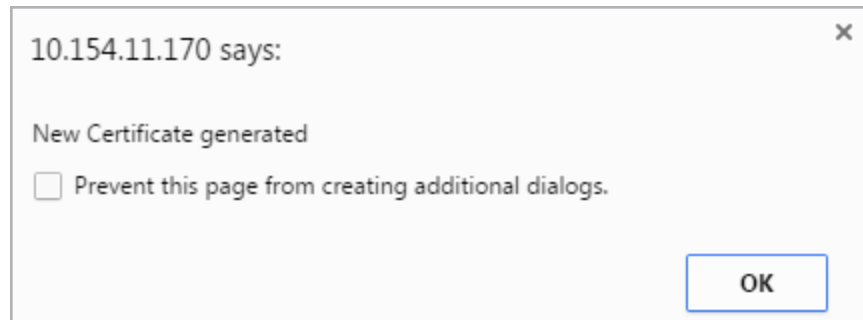 10.154.11.170 says:
New Certificate generated
Prevent this page from creating additional dialogs.
OK